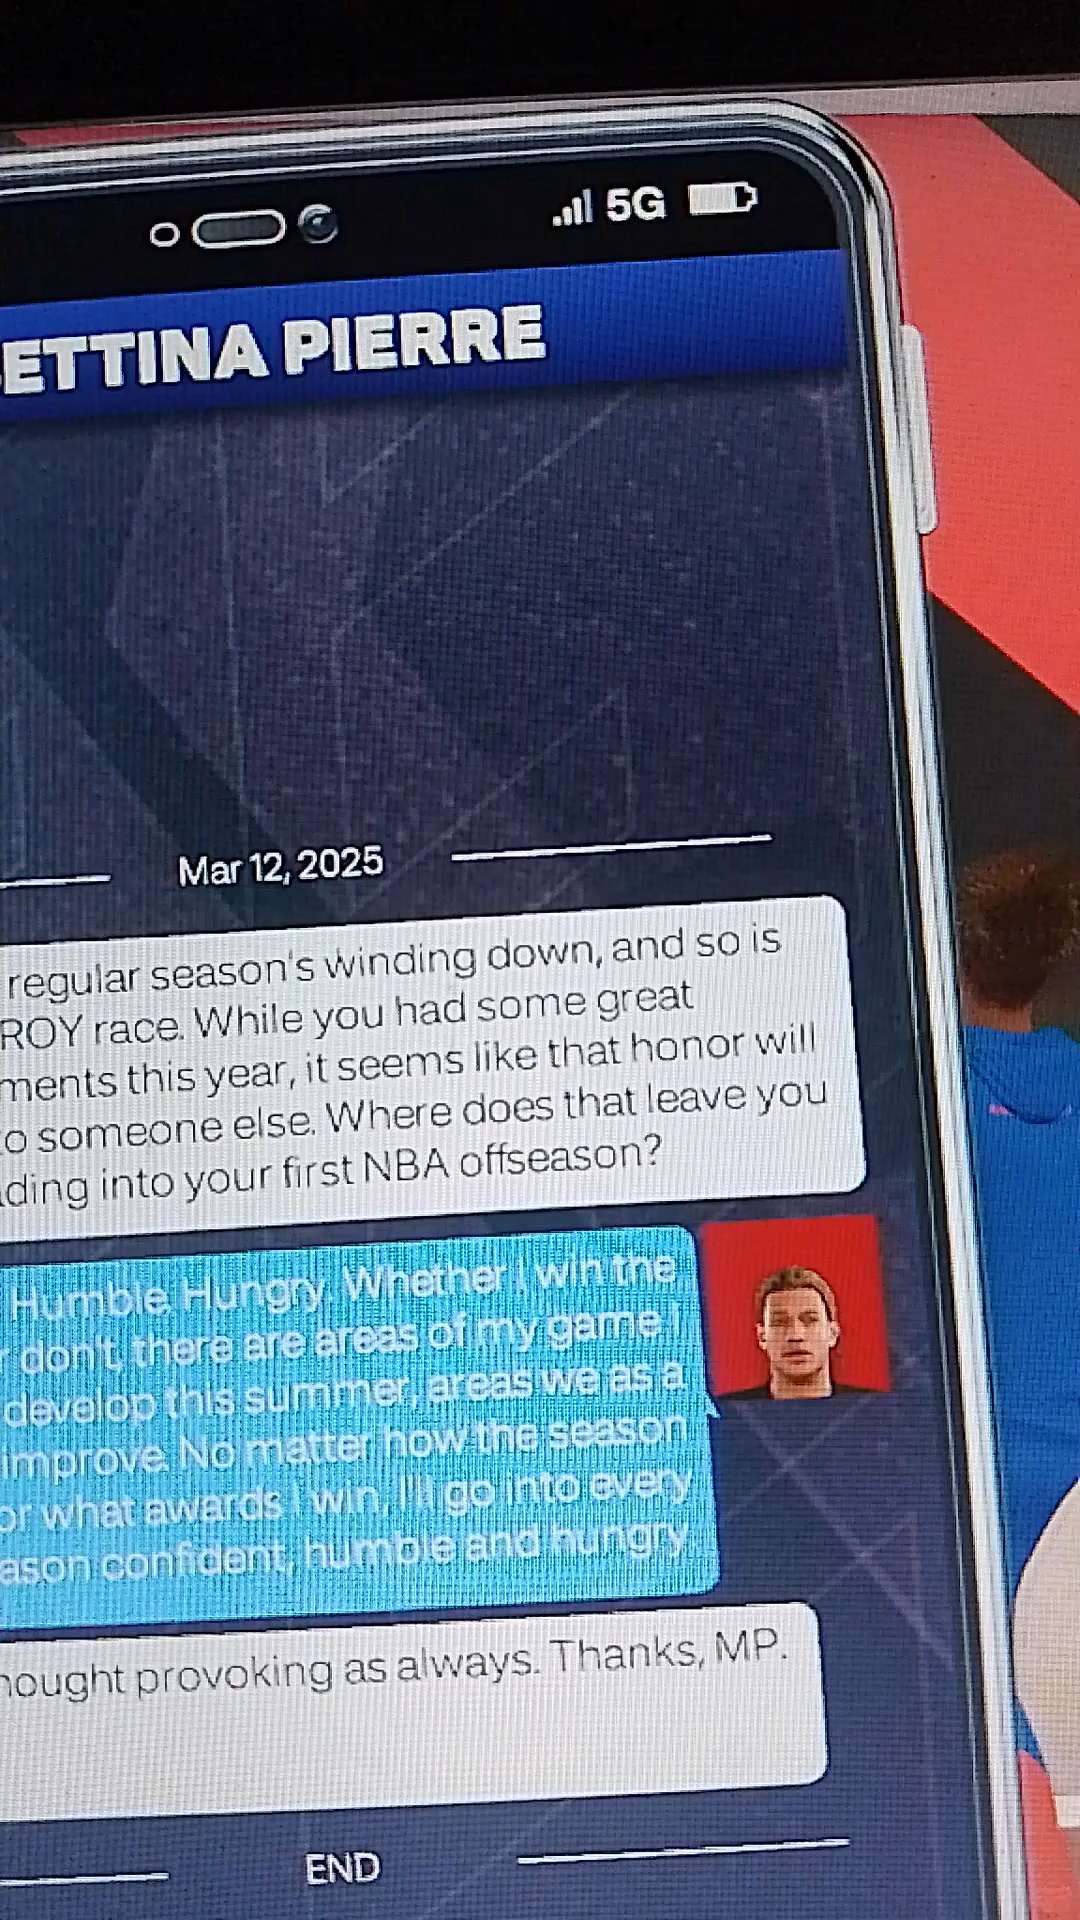 5G
ETTINA PIERRE
Mar 12, 2025
regular season's winding down, and so is
ROY race. While you had some great
ments this year, it seems like that honor will
o someone else. Where does that leave you
ding into your first NBA offseason?
Humble. Hungry. Whether I win the
don't, there are areas of my game I
develop this summer, areas we as a
improve. No matter how the season
or what awards I win, I'll go into every
ason confident, humble and hungry.
hought provoking as always. Thanks, MP.
END